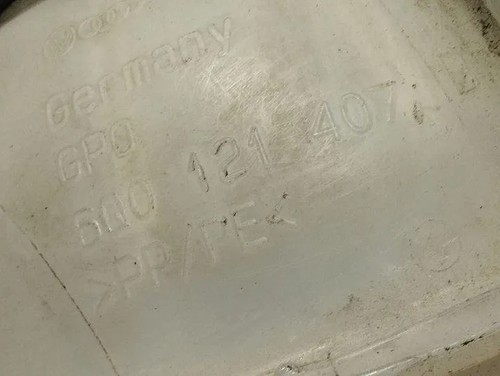 Germany
GPO
6Q0 121 407
>PP/PE<
G